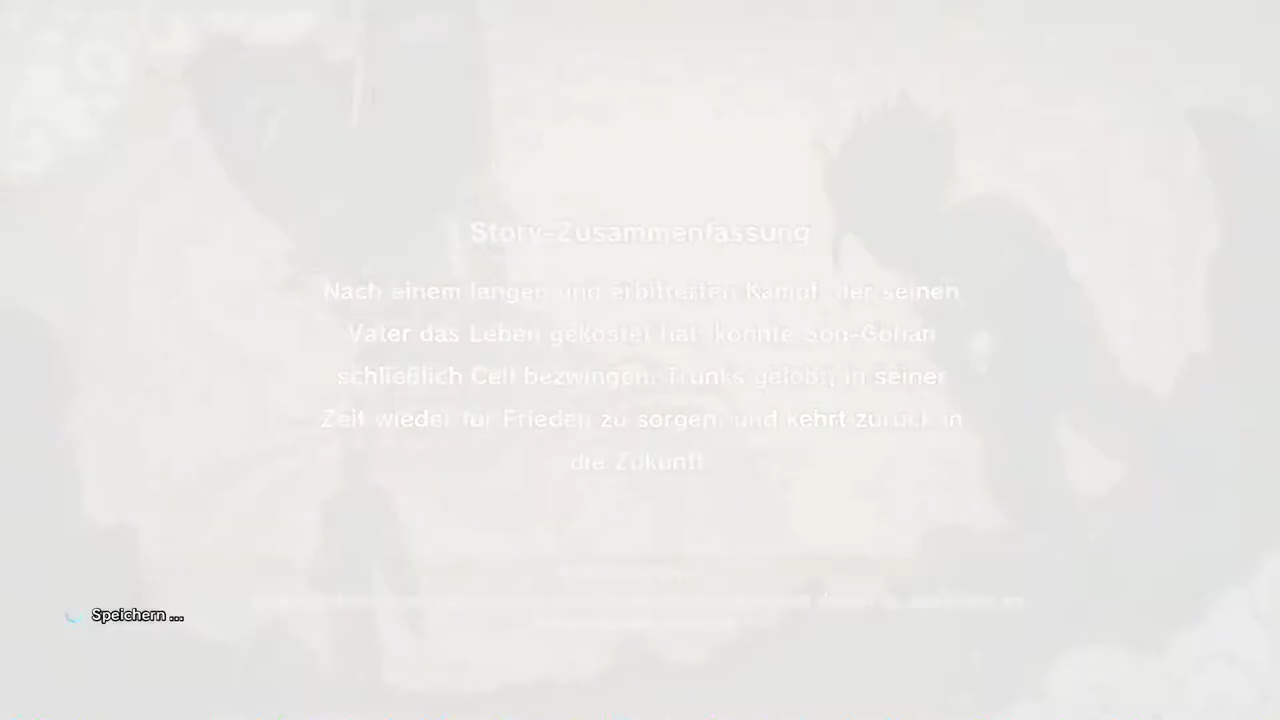 Story-Zusammenfassung
Nach einem langen und erbitterten Kampf, der seinen
Vater das Leben gekostet hat, konnte Son-Gohan
schließlich Cell bezwingen. Trunks gelobt, in seiner
Zeit wieder für Frieden zu sorgen, und kehrt zurück in
die Zukunft.
Speichern ...